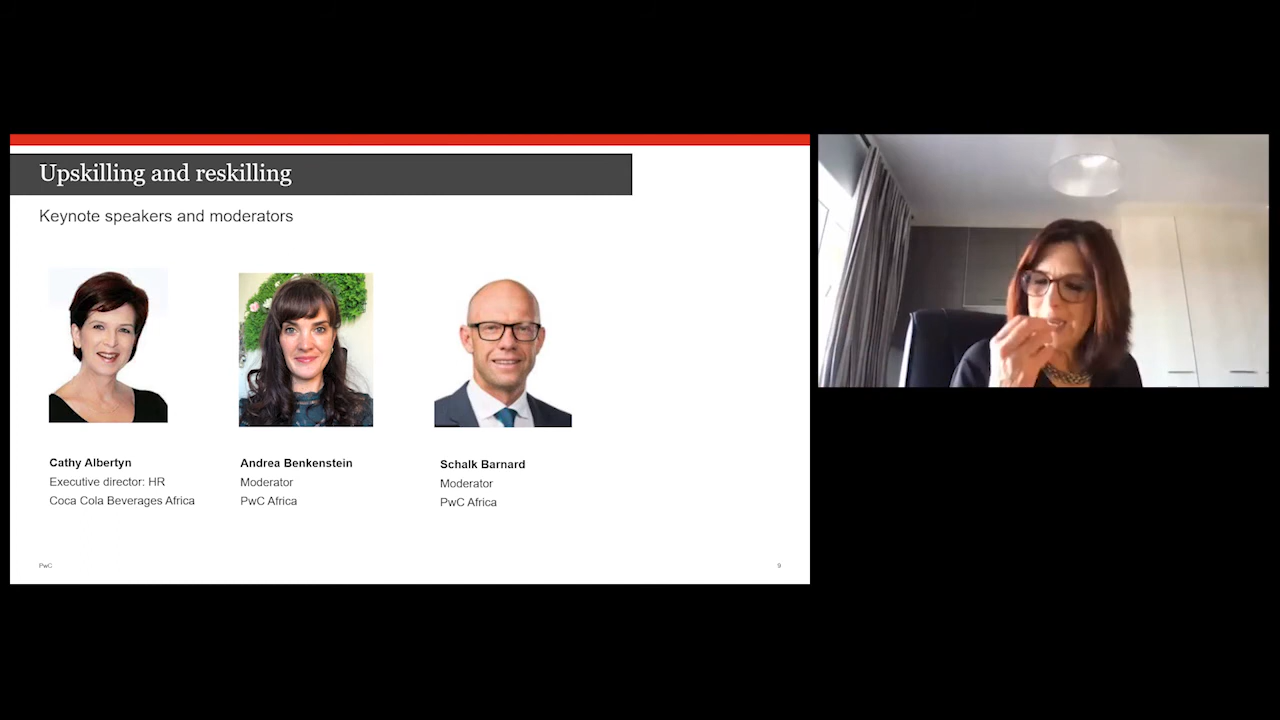 Upskilling and reskilling
Keynote speakers and moderators
Cathy Albertyn
Executive director: HR
Coca Cola Beverages Africa
Andrea Benkenstein
Moderator
PwC Africa
Schalk Barnard
Moderator
PwC Africa
PwC
9